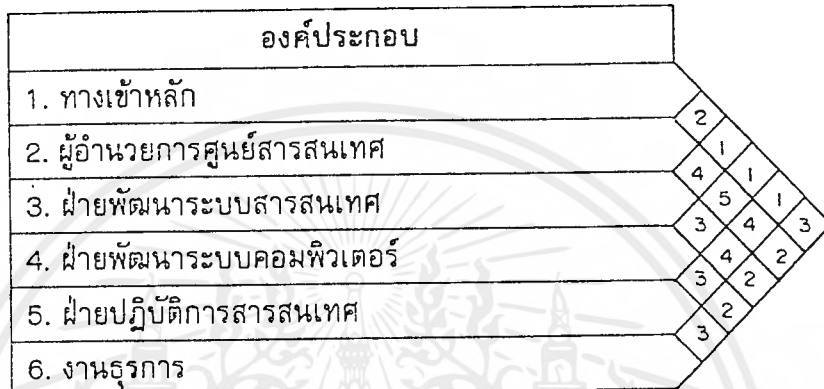 องค์ประกอบ
1. ทางเข้าหลัก
2
2. ผู้อำนวยการศูนย์สารสนเทศ
1
4 1
3. ฝ่ายพัฒนาระบบสารสนเทศ
5 1
3 4 3
4. ฝ่ายพัฒนาระบบคอมพิวเตอร์
4 2
3 2
5. ฝ่ายปฏิบัติการสารสนเทศ
2
3
6. งานธุรการ